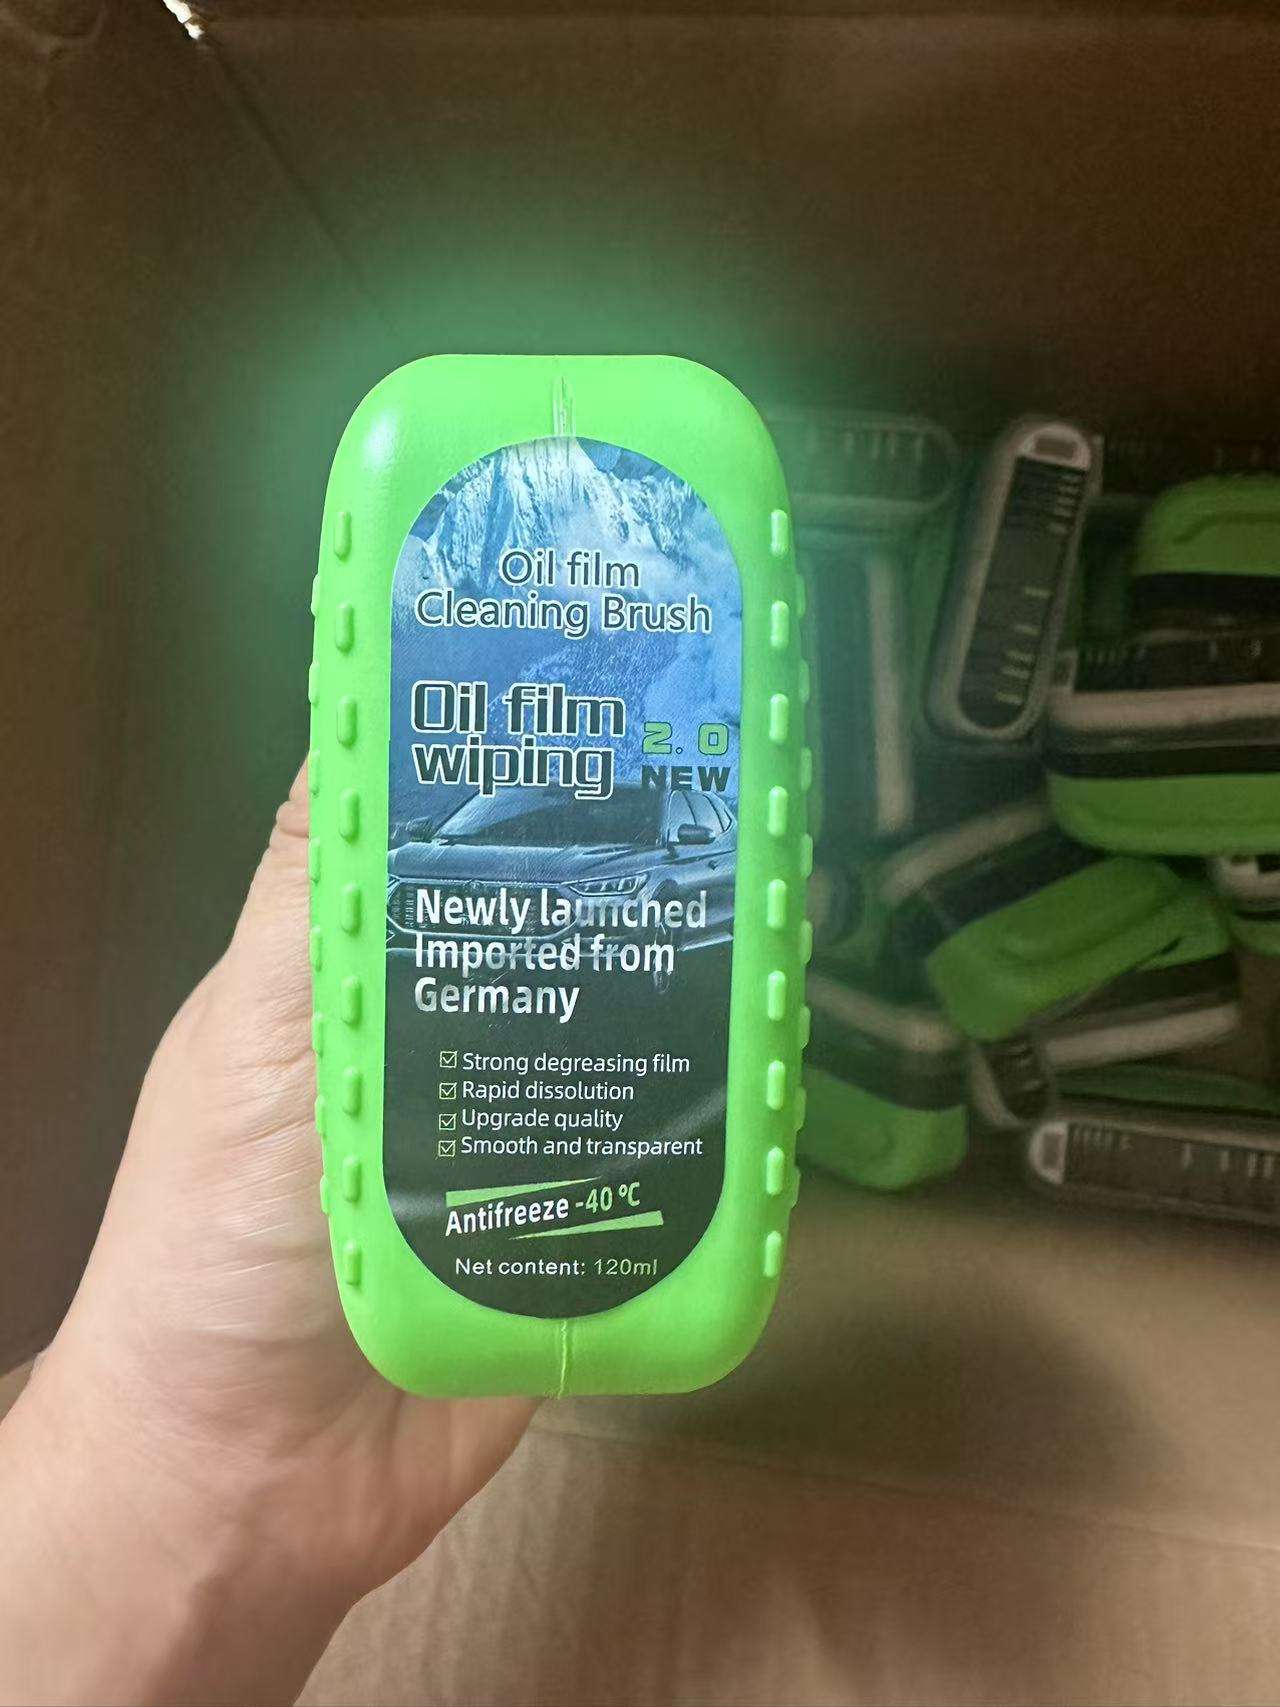 Oil film
Cleaning Brush
Oil film
wiping
2.0
NEW
Newly launched
Imported from
Germany
Strong degreasing film
Rapid dissolution
Upgrade quality
Smooth and transparent
Antifreeze -40 ℃
Net content: 120ml